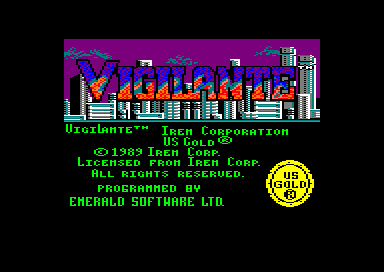 VIGILANTE
VIGILANTE™ IREM CORPORATION
US GOLD ®
© 1989 IREM CORP.
LICENSED FROM IREM CORP.
ALL RIGHTS RESERVED.
PROGRAMMED BY
EMERALD SOFTWARE LTD.
US
GOLD
®